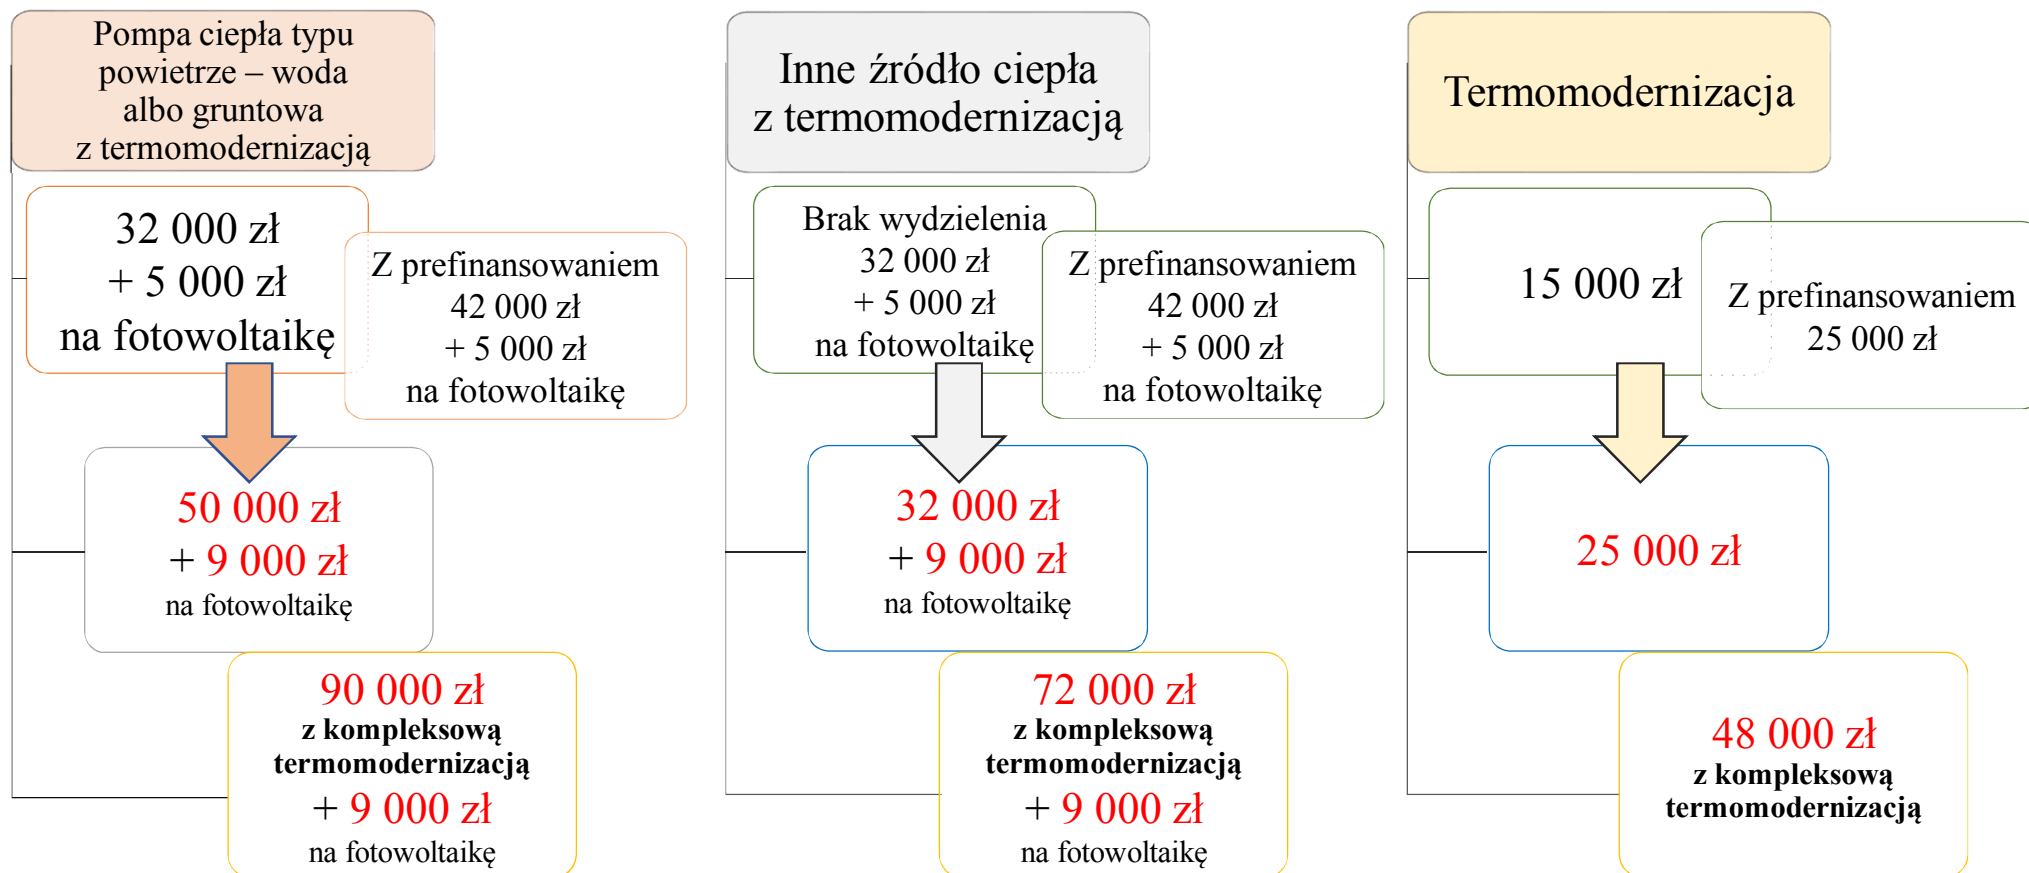 Pompa ciepła typu
powietrze – woda
albo gruntowa
z termomodernizacją
32 000 zł
+ 5 000 zł
na fotowoltaikę
Z prefinansowaniem
42 000 zł
+ 5 000 zł
na fotowoltaikę
50 000 zł
+ 9 000 zł
na fotowoltaikę
90 000 zł
z kompleksową
termomodernizacją
+ 9 000 zł
na fotowoltaikę
Inne źródło ciepła
z termomodernizacją
Brak wydzielenia
32 000 zł
+ 5 000 zł
na fotowoltaikę
Z prefinansowaniem
42 000 zł
+ 5 000 zł
na fotowoltaikę
32 000 zł
+ 9 000 zł
na fotowoltaikę
72 000 zł
z kompleksową
termomodernizacją
+ 9 000 zł
na fotowoltaikę
Termomodernizacja
15 000 zł
Z prefinansowaniem
25 000 zł
25 000 zł
48 000 zł
z kompleksową
termomodernizacją